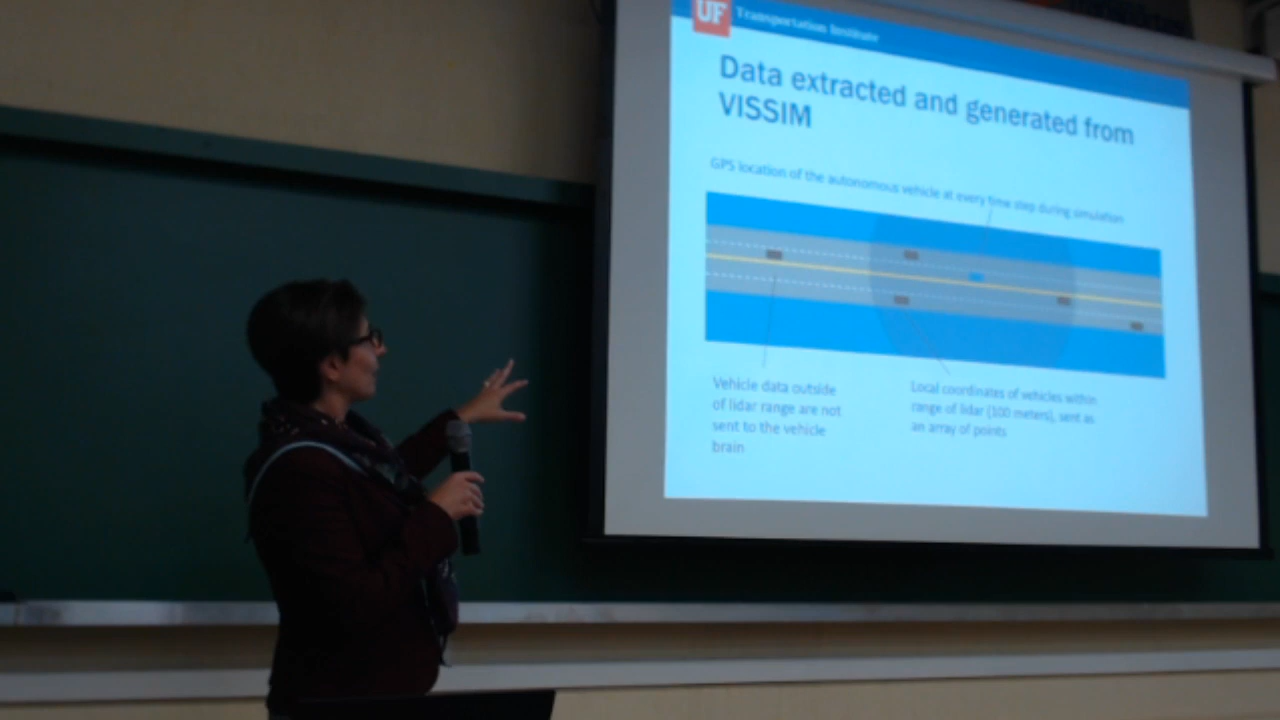 UF Transportation Institute
Data extracted and generated from
VISSIM
GPS location of the autonomous vehicle at every time step during simulation
Vehicle data outside
of lidar range are not
sent to the vehicle
brain
Local coordinates of vehicles within
range of lidar (100 meters), sent as
an array of points